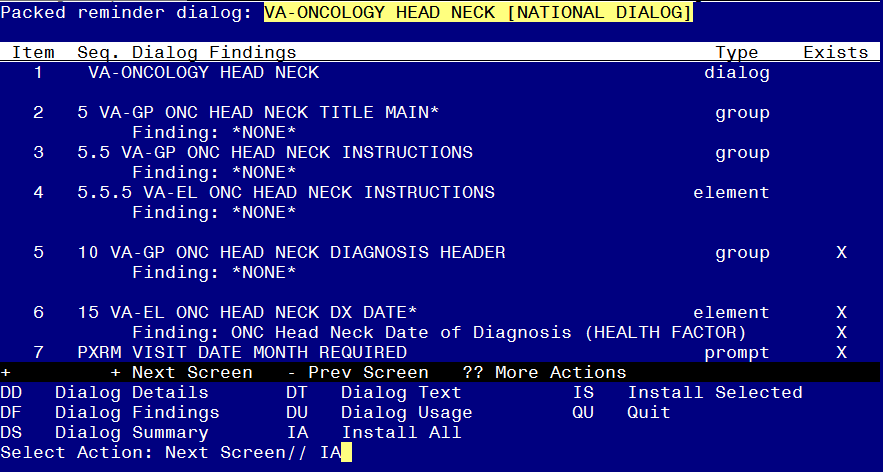 Packed reminder dialog: VA-ONCOLOGY HEAD NECK [NATIONAL DIALOG]
Item Seq. Dialog Findings Type Exists
1 VA-ONCOLOGY HEAD NECK dialog
2 5 VA-GP ONC HEAD NECK TITLE MAIN* group
Finding: *NONE*
3 5.5 VA-GP ONC HEAD NECK INSTRUCTIONS group
Finding: *NONE*
4 5.5.5 VA-EL ONC HEAD NECK INSTRUCTIONS element
Finding: *NONE*
5 10 VA-GP ONC HEAD NECK DIAGNOSIS HEADER group X
Finding: *NONE*
6 15 VA-EL ONC HEAD NECK DX DATE* element X
Finding: ONC Head Neck Date of Diagnosis (HEALTH FACTOR) X
7 PXRM VISIT DATE MONTH REQUIRED prompt X
+ + Next Screen - Prev Screen ?? More Actions
DD Dialog Details DT Dialog Text IS Install Selected
DF Dialog Findings DU Dialog Usage QU Quit
DS Dialog Summary IA Install All
Select Action: Next Screen// IA